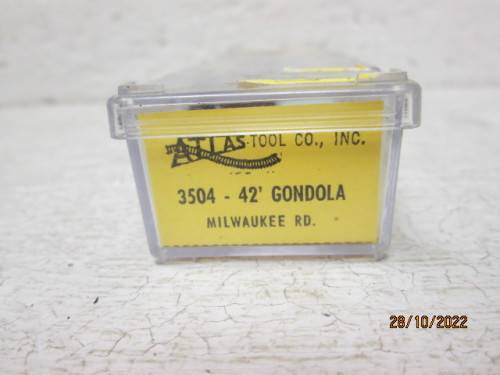 ATLAS TOOL CO., INC.
3504 - 42' GONDOLA
MILWAUKEE RD.
28/10/2022